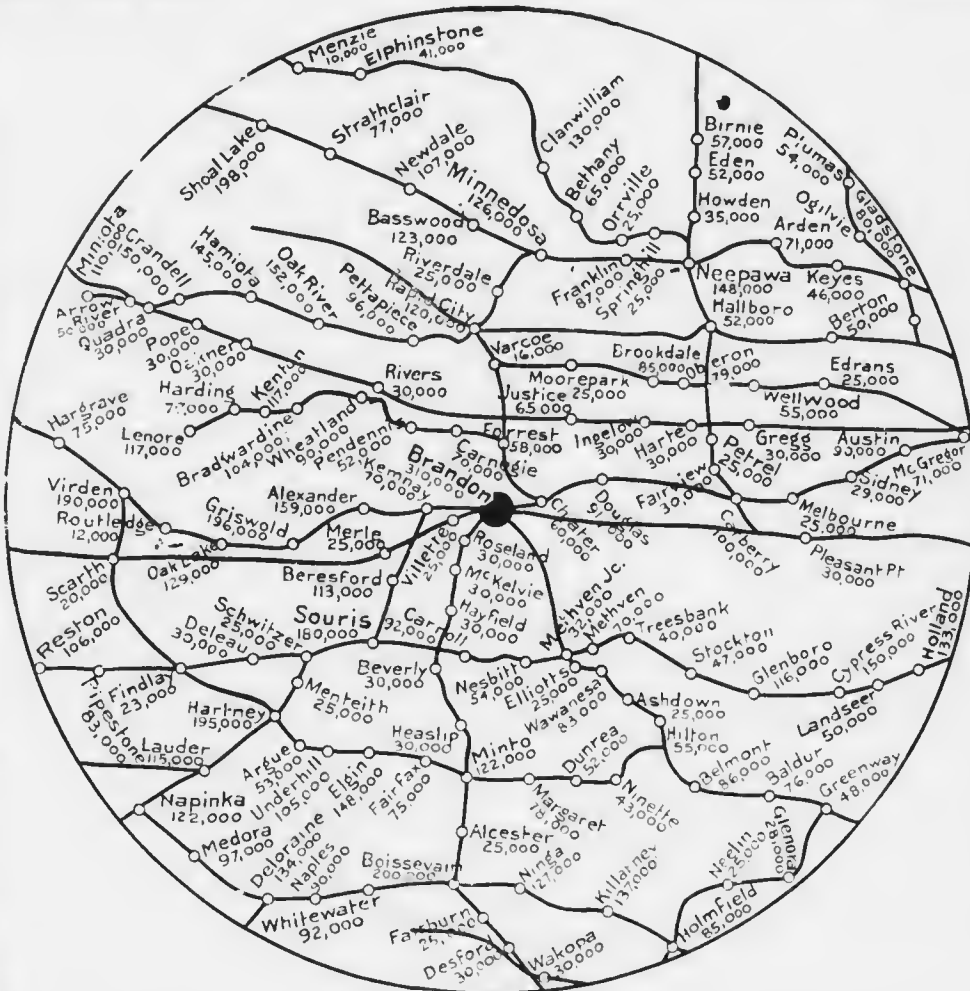 Menzie
10,000
Elphinstone
41,000
Strathclair
77,000
Shoal Lake
198,000
Newdale
107,000
Clanwilliam
130,000
Bethany
65,000
Orrville
25,000
Birnie
57,000
Eden
52,000
Howden
35,000
Plumas
54,000
Ogilvie
Gladstone
Arden
71,000
Keyes
46,000
Minnedosa
126,000
Basswood
123,000
Riverdale
25,000
Franklin
87,000
Springhill
25,000
Neepawa
148,000
Hallboro
52,000
Berton
50,000
Miniota
Crandell
150,000
Hamiota
145,000
Oak River
152,000
Pettapiece
96,000
Rapid City
120,000
Arrow
River
Quadra
30,000
Pope
30,000
30,000
Varcoe
16,000
Brookdale
85,000
Oberon
79,000
Edrans
25,000
Rivers
30,000
Moorepark
25,000
Justice
65,000
Wellwood
55,000
Harding
Kenton
117,000
Lenore
117,000
Hargrave
75,000
Bradwardine
104,000
Wheatland
90,000
Pendennis
52,000
Forrest
58,000
Ingelow
30,000
Harte
30,000
Gregg
30,000
Austin
90,000
Petrel
25,000
McGregor
71,000
Sidney
29,000
Carnegie
70,000
Brandon
310,000
Kemnay
70,000
Fairview
30,000
Virden
190,000
Routledge
12,000
Griswold
196,000
Alexander
159,000
Merle
25,000
Oak Lake
129,000
Villette
25,000
Chater
Douglas
Carberry
Melbourne
25,000
Pleasant Pt
30,000
Scarth
20,000
Beresford
113,000
Roseland
30,000
McKelvie
30,000
Hayfield
30,000
Reston
106,000
Schwitzer
25,000
Deleau
30,000
Souris
180,000
Carroll
92,000
Methven Jc.
Methven
Treesbank
40,000
Stockton
47,000
Glenboro
116,000
Cypress River
150,000
Holland
133,000
Landseer
50,000
Pipestone
83,000
Findlay
23,000
Beverly
30,000
Nesbitt
54,000
Elliotts
25,000
Wawanesa
83,000
Ashdown
25,000
Hilton
55,000
Hartney
195,000
Menteith
25,000
Heaslip
30,000
Lauder
115,000
Argue
Underhill
105,000
Elgin
Fairfax
75,000
Minto
122,000
Dunrea
52,000
Margaret
78,000
Ninette
43,000
Belmont
86,000
Baldur
76,000
Greenway
48,000
Napinka
122,000
Medora
97,000
Deloraine
134,000
Naples
90,000
Whitewater
92,000
Boissevain
Alcester
25,000
Ninga
Killarney
137,000
Neelin
25,000
Glenora
28,000
Holmfield
85,000
Fairburn
Desford
30,000
Wakopa
30,000